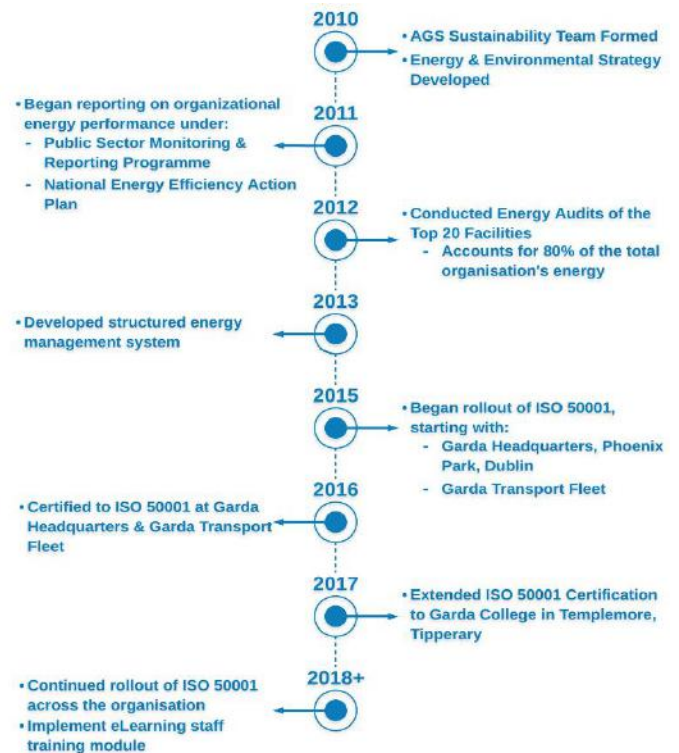 2010
• AGS Sustainability Team Formed
• Energy & Environmental Strategy
Developed
2011
• Began reporting on organizational
energy performance under:
- Public Sector Monitoring &
Reporting Programme
- National Energy Efficiency Action
Plan
2012
• Conducted Energy Audits of the
Top 20 Facilities
- Accounts for 80% of the total
organisation's energy
2013
• Developed structured energy
management system
2015
• Began rollout of ISO 50001,
starting with:
- Garda Headquarters, Phoenix
Park, Dublin
- Garda Transport Fleet
2016
• Certified to ISO 50001 at Garda
Headquarters & Garda Transport
Fleet
2017
• Extended ISO 50001 Certification
to Garda College in Templemore,
Tipperary
2018+
• Continued rollout of ISO 50001
across the organisation
• Implement eLearning staff
training module